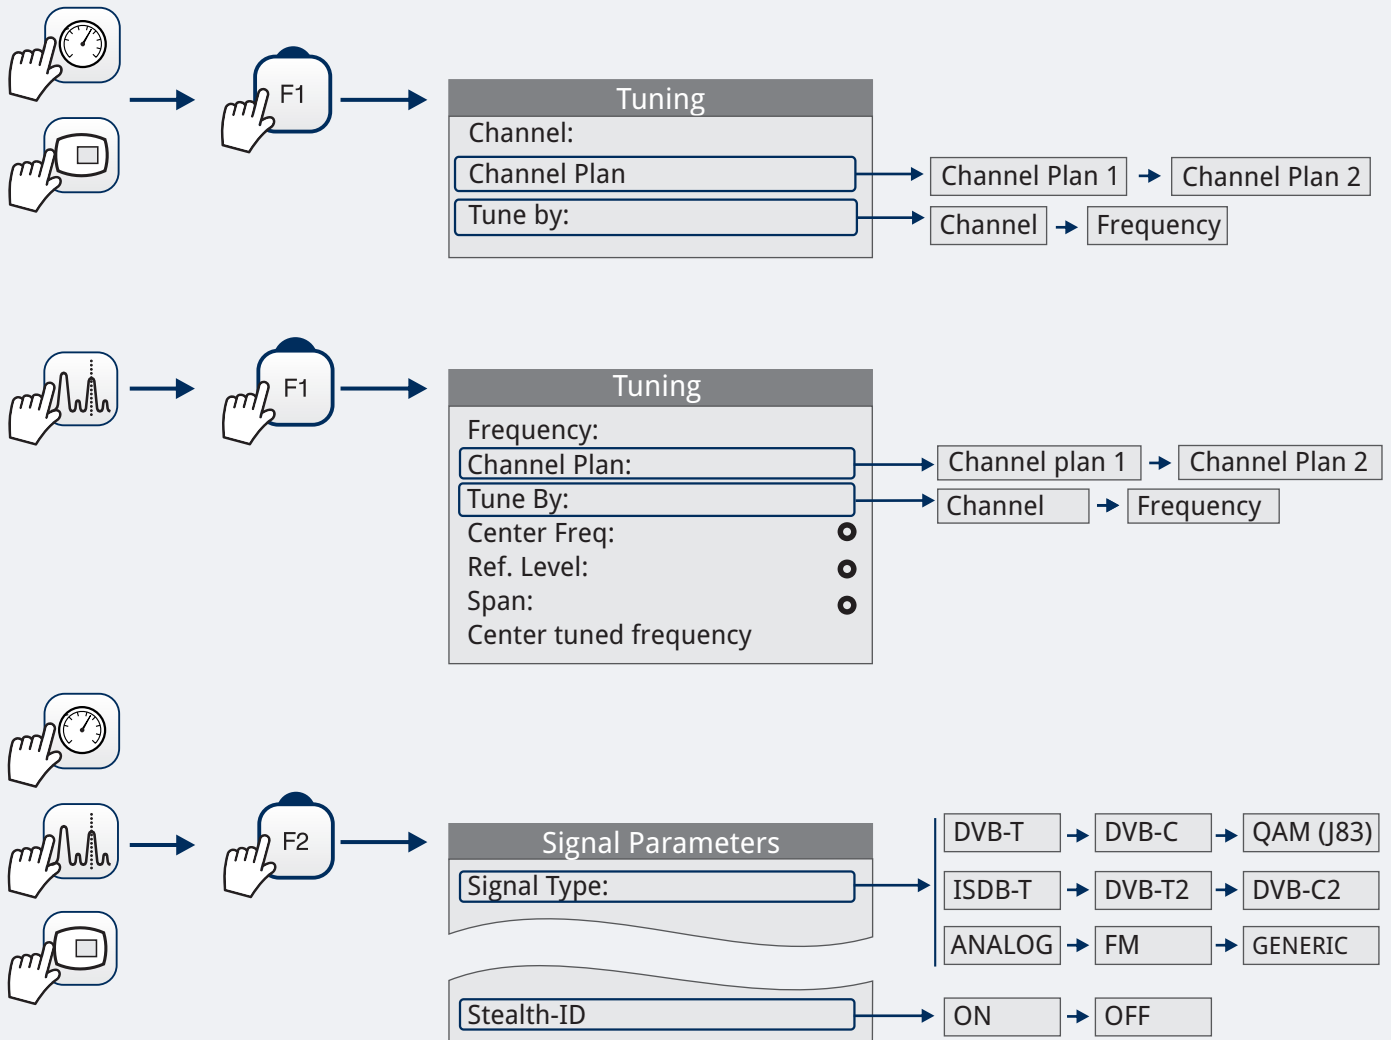 F1
Tuning
Channel:
Channel Plan
Channel Plan 1
Channel Plan 2
Tune by:
Channel
Frequency
F1
Tuning
Frequency:
Channel Plan:
Channel plan 1
Channel Plan 2
Tune By:
Channel
Frequency
Center Freq:
Ref. Level:
Span:
Center tuned frequency
F2
Signal Parameters
Signal Type:
DVB-T
DVB-C
QAM (J83)
ISDB-T
DVB-T2
DVB-C2
ANALOG
FM
GENERIC
Stealth-ID
ON
OFF